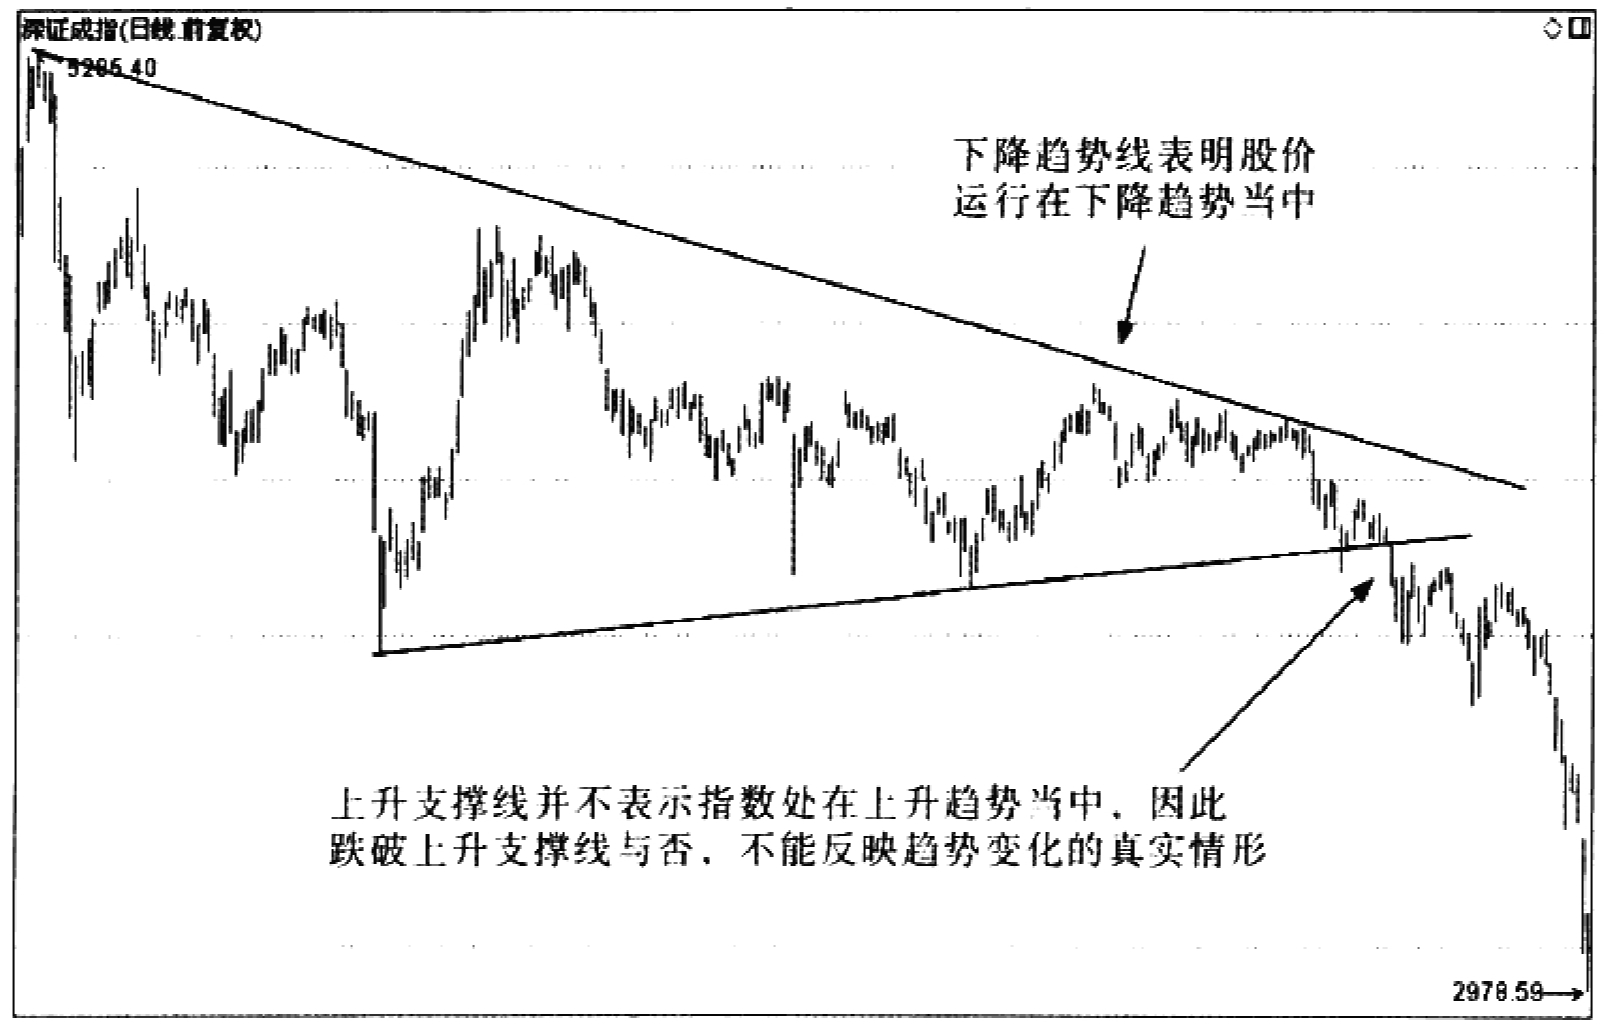 深证成指(日线.前复权)
5286.40
下降趋势线表明股价
运行在下降趋势当中
上升支撑线并不表示指数处在上升趋势当中，因此
跌破上升支撑线与否，不能反映趋势变化的真实情形
2978.59